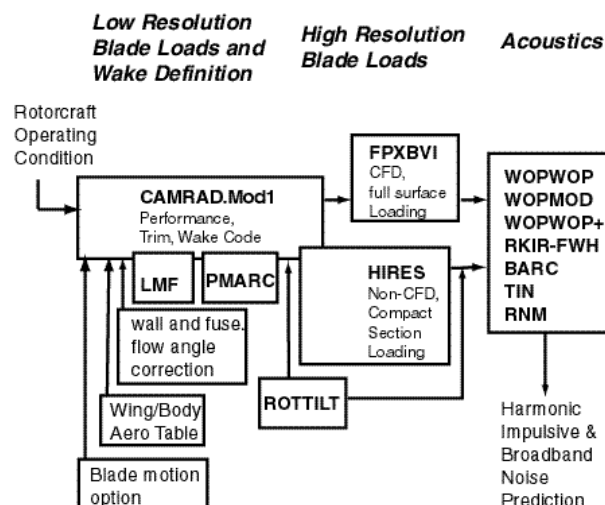 Low Resolution
Blade Loads and
Wake Definition
High Resolution
Blade Loads
Acoustics
Rotorcraft
Operating
Condition
CAMRAD.Mod1
Performance,
Trim, Wake Code
LMF
PMARC
FPXBVI
CFD,
full surface
Loading
HIRES
Non-CFD,
Compact
Section
Loading
WOPWOP
WOPMOD
WOPWOP+
RKIR-FWH
BARC
TIN
RNM
wall and fuse.
flow angle
correction
ROTTILT
Wing/Body
Aero Table
Blade motion
option
Harmonic
Impulsive &
Broadband
Noise
Prediction